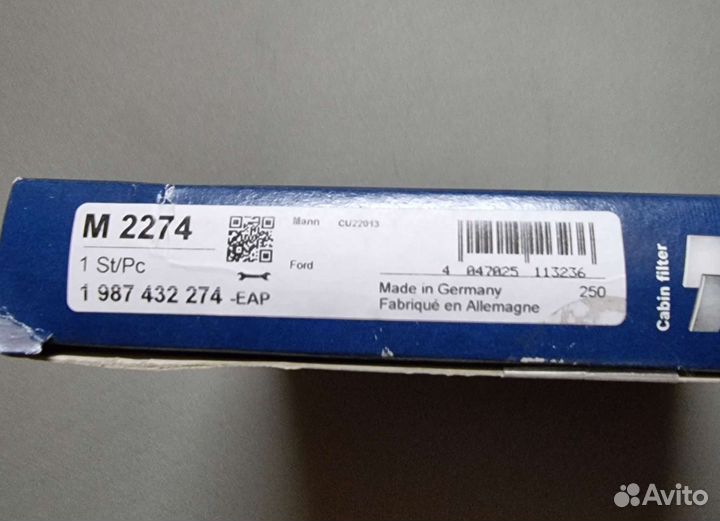 M 2274
1 St/Pc
1 987 432 274 -EAP
Mann CU22013
Ford
4 047025 113236
Made in Germany 250
Fabriqué en Allemagne
Cabin filter
Avito